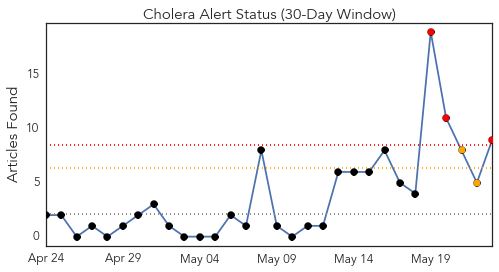 Cholera Alert Status (30-Day Window)
Articles Found
15
10
5
0
Apr 24 Apr 29 May 04 May 09 May 14 May 19